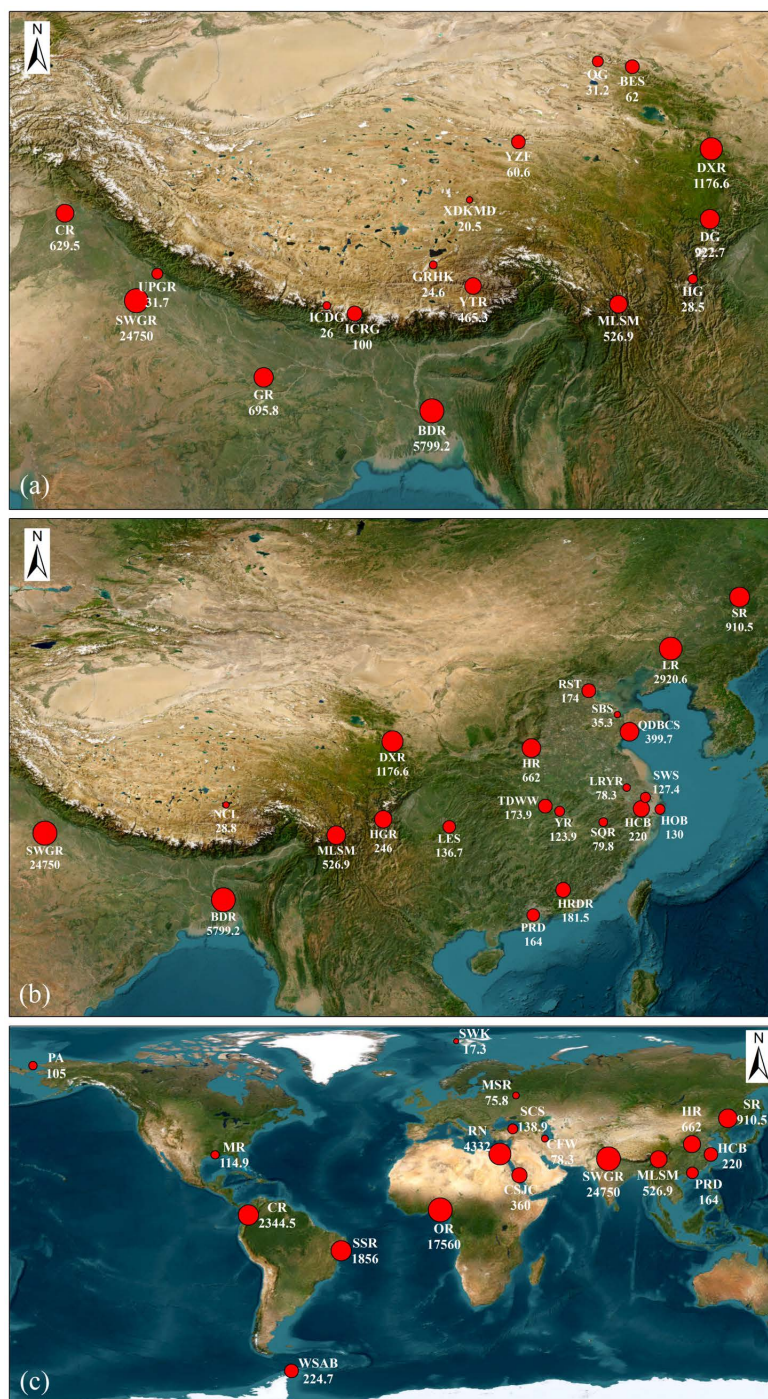 N
QG
31.2
BES
62
YZF
60.6
DXR
1176.6
XDKMD
20.5
CR
629.5
DG
922.7
UPGR
31.7
GRHK
24.6
HG
28.5
SWGR
24750
YTR
465.3
ICDG
26
ICRG
100
MLSM
526.9
GR
695.8
BDR
5799.2
(a)
N
SR
910.5
LR
2920.6
RST
174
SBS
35.3
QDBCS
399.7
DXR
1176.6
HR
662
LRYR
78.3
SWS
127.4
NCL
28.8
TDWW
173.9
YR
123.9
HCB
220
HOB
130
SWGR
24750
MLSM
526.9
HGR
246
LES
136.7
SQR
79.8
BDR
5799.2
HRDR
181.5
PRD
164
(b)
N
SWK
17.3
PA
105
MSR
75.8
SR
910.5
SCS
138.9
HR
662
RN
4332
CFW
78.3
MR
114.9
HCB
220
SWGR
24750
MLSM
526.9
PRD
164
CSJC
360
CR
2344.5
OR
17560
SSR
1856
WSAB
224.7
(c)